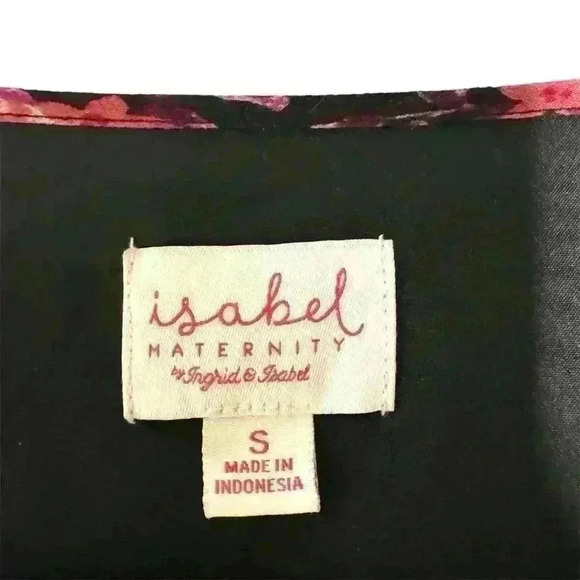 isabel
MATERNITY
by Ingrid & Isabel
S
MADE IN
INDONESIA